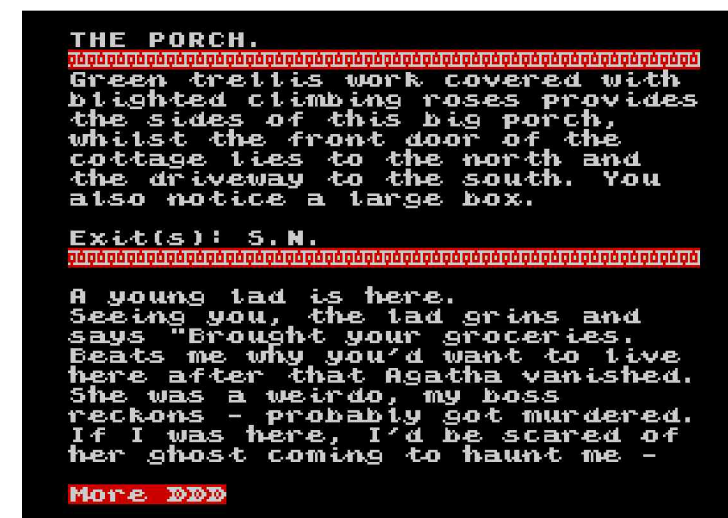 THE PORCH.
Green trellis work covered with
blighted climbing roses provides
the sides of this big porch,
whilst the front door of the
cottage lies to the north and
the driveway to the south. You
also notice a large box.
Exit(s): S.N.
A young lad is here.
Seeing you, the lad grins and
says "Brought your groceries.
Beats me why you'd want to live
here after that Agatha vanished.
She was a weirdo, my boss
reckons - probably got murdered.
If I was here, I'd be scared of
her ghost coming to haunt me -
More DDD